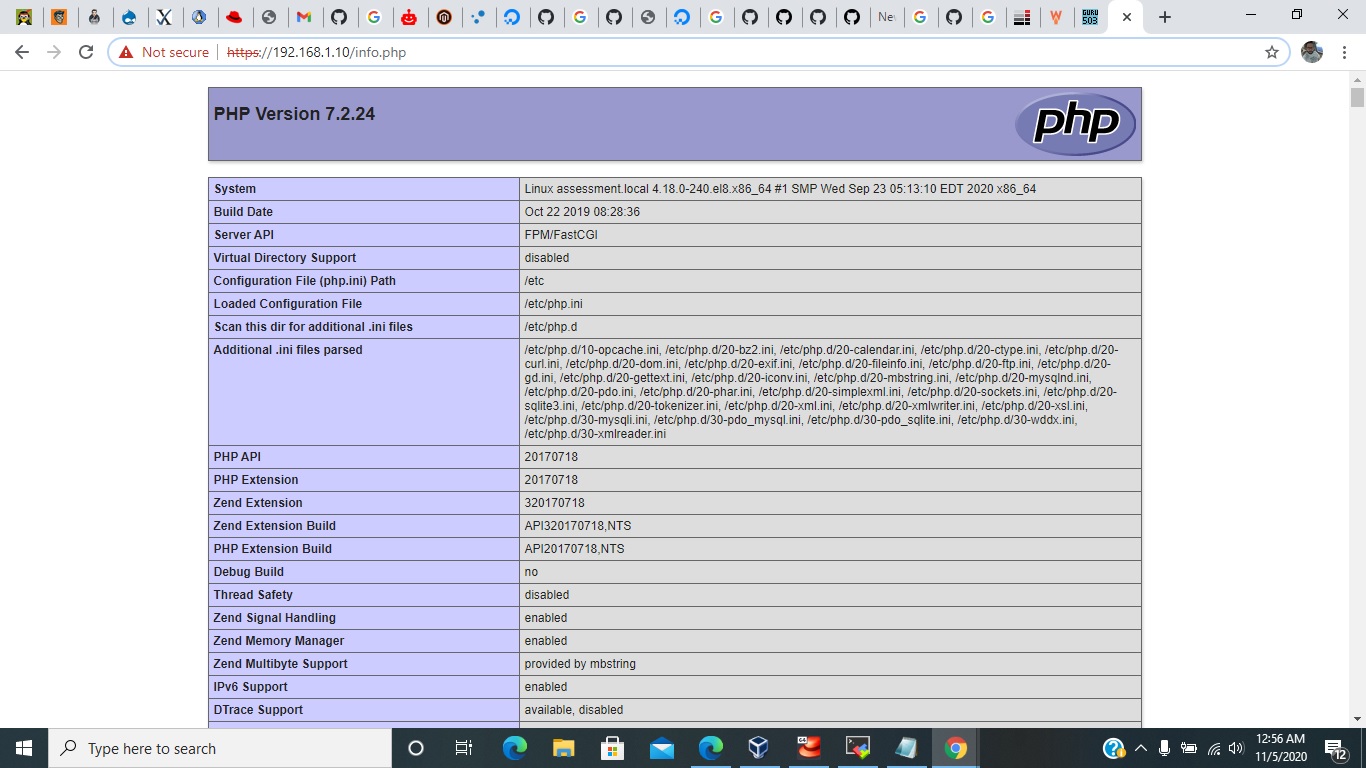 Ne
GURU
503
Not secure
https://192.168.1.10/info.php
PHP Version 7.2.24
php
System Linux assessment.local 4.18.0-240.el8.x86_64 #1 SMP Wed Sep 23 05:13:10 EDT 2020 x86_64
Build Date Oct 22 2019 08:28:36
Server API FPM/FastCGI
Virtual Directory Support disabled
Configuration File (php.ini) Path /etc
Loaded Configuration File /etc/php.ini
Scan this dir for additional .ini files /etc/php.d
Additional .ini files parsed /etc/php.d/10-opcache.ini, /etc/php.d/20-bz2.ini, /etc/php.d/20-calendar.ini, /etc/php.d/20-ctype.ini, /etc/php.d/20-
curl.ini, /etc/php.d/20-dom.ini, /etc/php.d/20-exif.ini, /etc/php.d/20-fileinfo.ini, /etc/php.d/20-ftp.ini, /etc/php.d/20-
gd.ini, /etc/php.d/20-gettext.ini, /etc/php.d/20-iconv.ini, /etc/php.d/20-mbstring.ini, /etc/php.d/20-mysqlnd.ini,
/etc/php.d/20-pdo.ini, /etc/php.d/20-phar.ini, /etc/php.d/20-simplexml.ini, /etc/php.d/20-sockets.ini, /etc/php.d/20-
sqlite3.ini, /etc/php.d/20-tokenizer.ini, /etc/php.d/20-xml.ini, /etc/php.d/20-xmlwriter.ini, /etc/php.d/20-xsl.ini,
/etc/php.d/30-mysqli.ini, /etc/php.d/30-pdo_mysql.ini, /etc/php.d/30-pdo_sqlite.ini, /etc/php.d/30-wddx.ini,
/etc/php.d/30-xmlreader.ini
PHP API 20170718
PHP Extension 20170718
Zend Extension 320170718
Zend Extension Build API320170718,NTS
PHP Extension Build API20170718,NTS
Debug Build no
Thread Safety disabled
Zend Signal Handling enabled
Zend Memory Manager enabled
Zend Multibyte Support provided by mbstring
IPv6 Support enabled
DTrace Support available, disabled
Type here to search
64
12:56 AM
11/5/2020
12